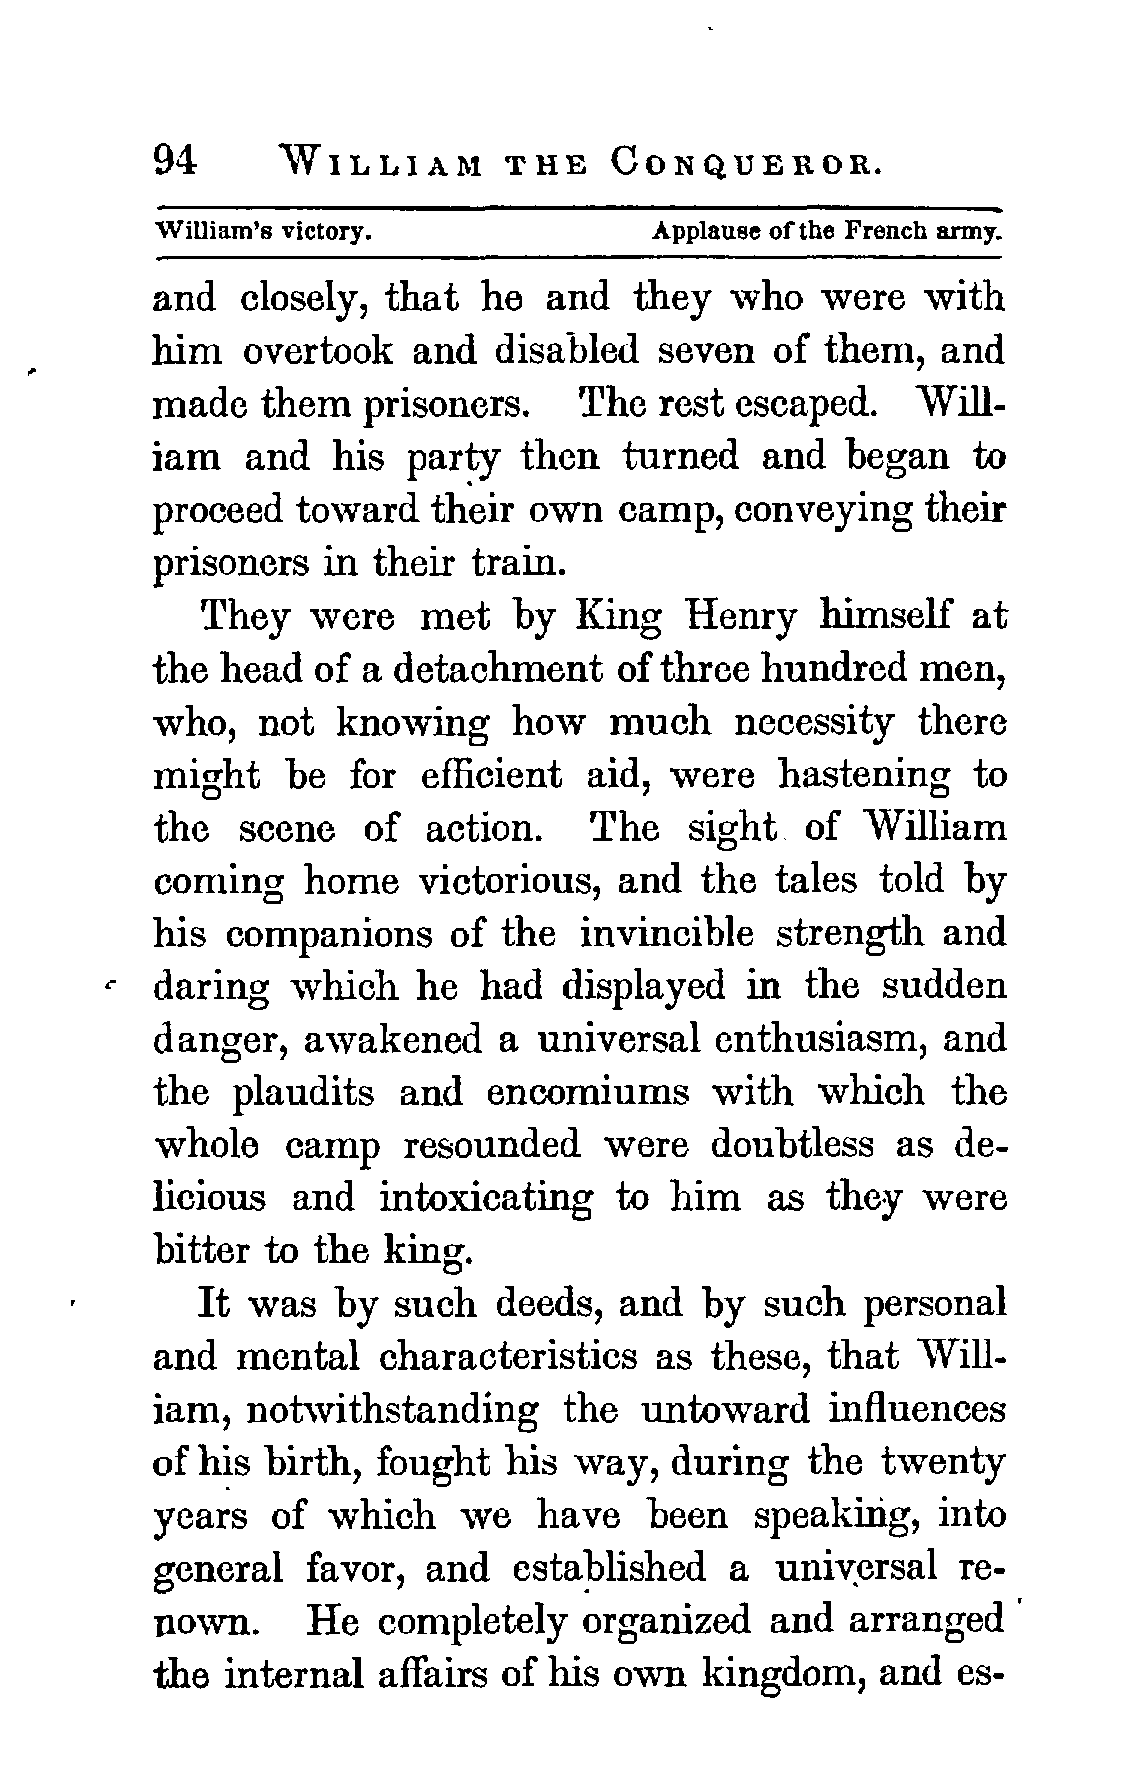 94 William the Conqueror.
William's victory. Applause of the French army.
and closely, that he and they who were with
him overtook and disabled seven of them, and
made them prisoners. The rest escaped. Will-
iam and his party then turned and began to
proceed toward their own camp, conveying their
prisoners in their train.
They were met by King Henry himself at
the head of a detachment of three hundred men,
who, not knowing how much necessity there
might be for efficient aid, were hastening to
the scene of action. The sight of William
coming home victorious, and the tales told by
his companions of the invincible strength and
daring which he had displayed in the sudden
danger, awakened a universal enthusiasm, and
the plaudits and encomiums with which the
whole camp resounded were doubtless as de-
licious and intoxicating to him as they were
bitter to the king.
It was by such deeds, and by such personal
and mental characteristics as these, that Will-
iam, notwithstanding the untoward influences
of his birth, fought his way, during the twenty
years of which we have been speaking, into
general favor, and established a universal re-
nown. He completely organized and arranged
the internal affairs of his own kingdom, and es-